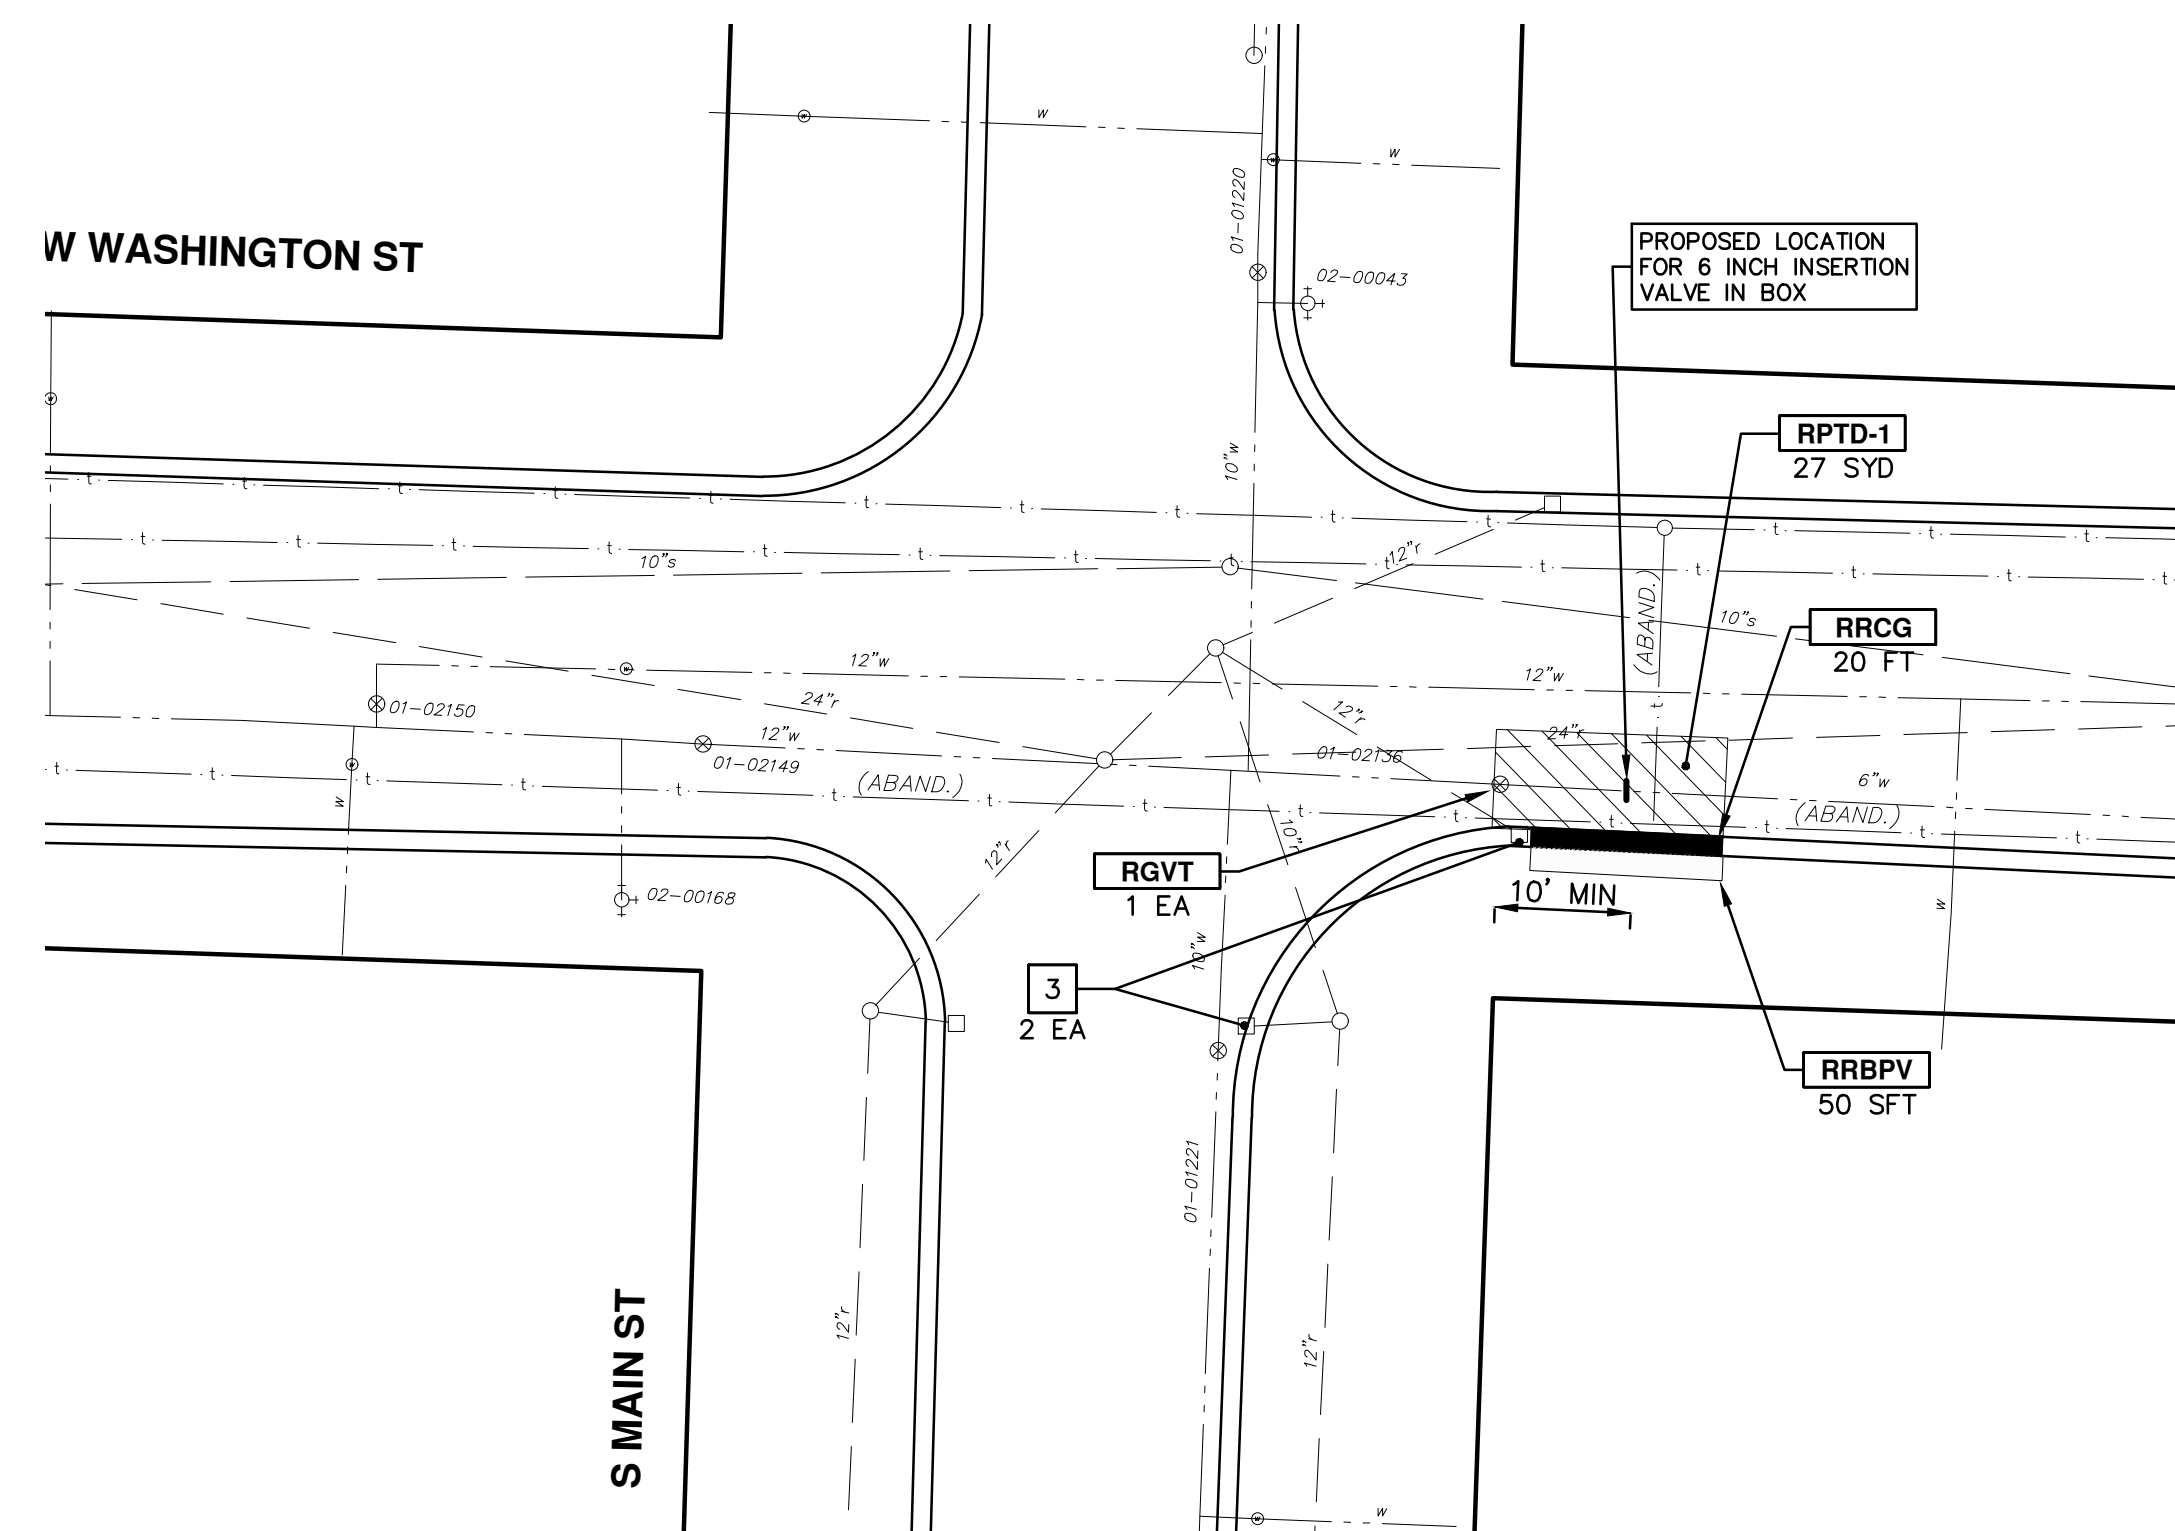 w
w
01-01220
W WASHINGTON ST
02-00043
PROPOSED LOCATION
FOR 6 INCH INSERTION
VALVE IN BOX
w
RPTD-1
27 SYD
10"w
t t t t t t t t t t t t t
t t t t t t t t t t t t t t
10"s
12"r
(ABAND.)
10"s
RRCG
20 FT
12"w
12"w
24"r
12"r
01-02150
12"w
01-02149
01-02136
24"r
t
6"w
(ABAND.)
(ABAND.)
t t t t t t t t t t t t t t
w
w
w
10"r
12"r
RGVT
1 EA
10' MIN
02-00168
w
10"w
3
2 EA
RRBPV
50 SFT
01-01221
12"r
12"r
S MAIN ST
w
w